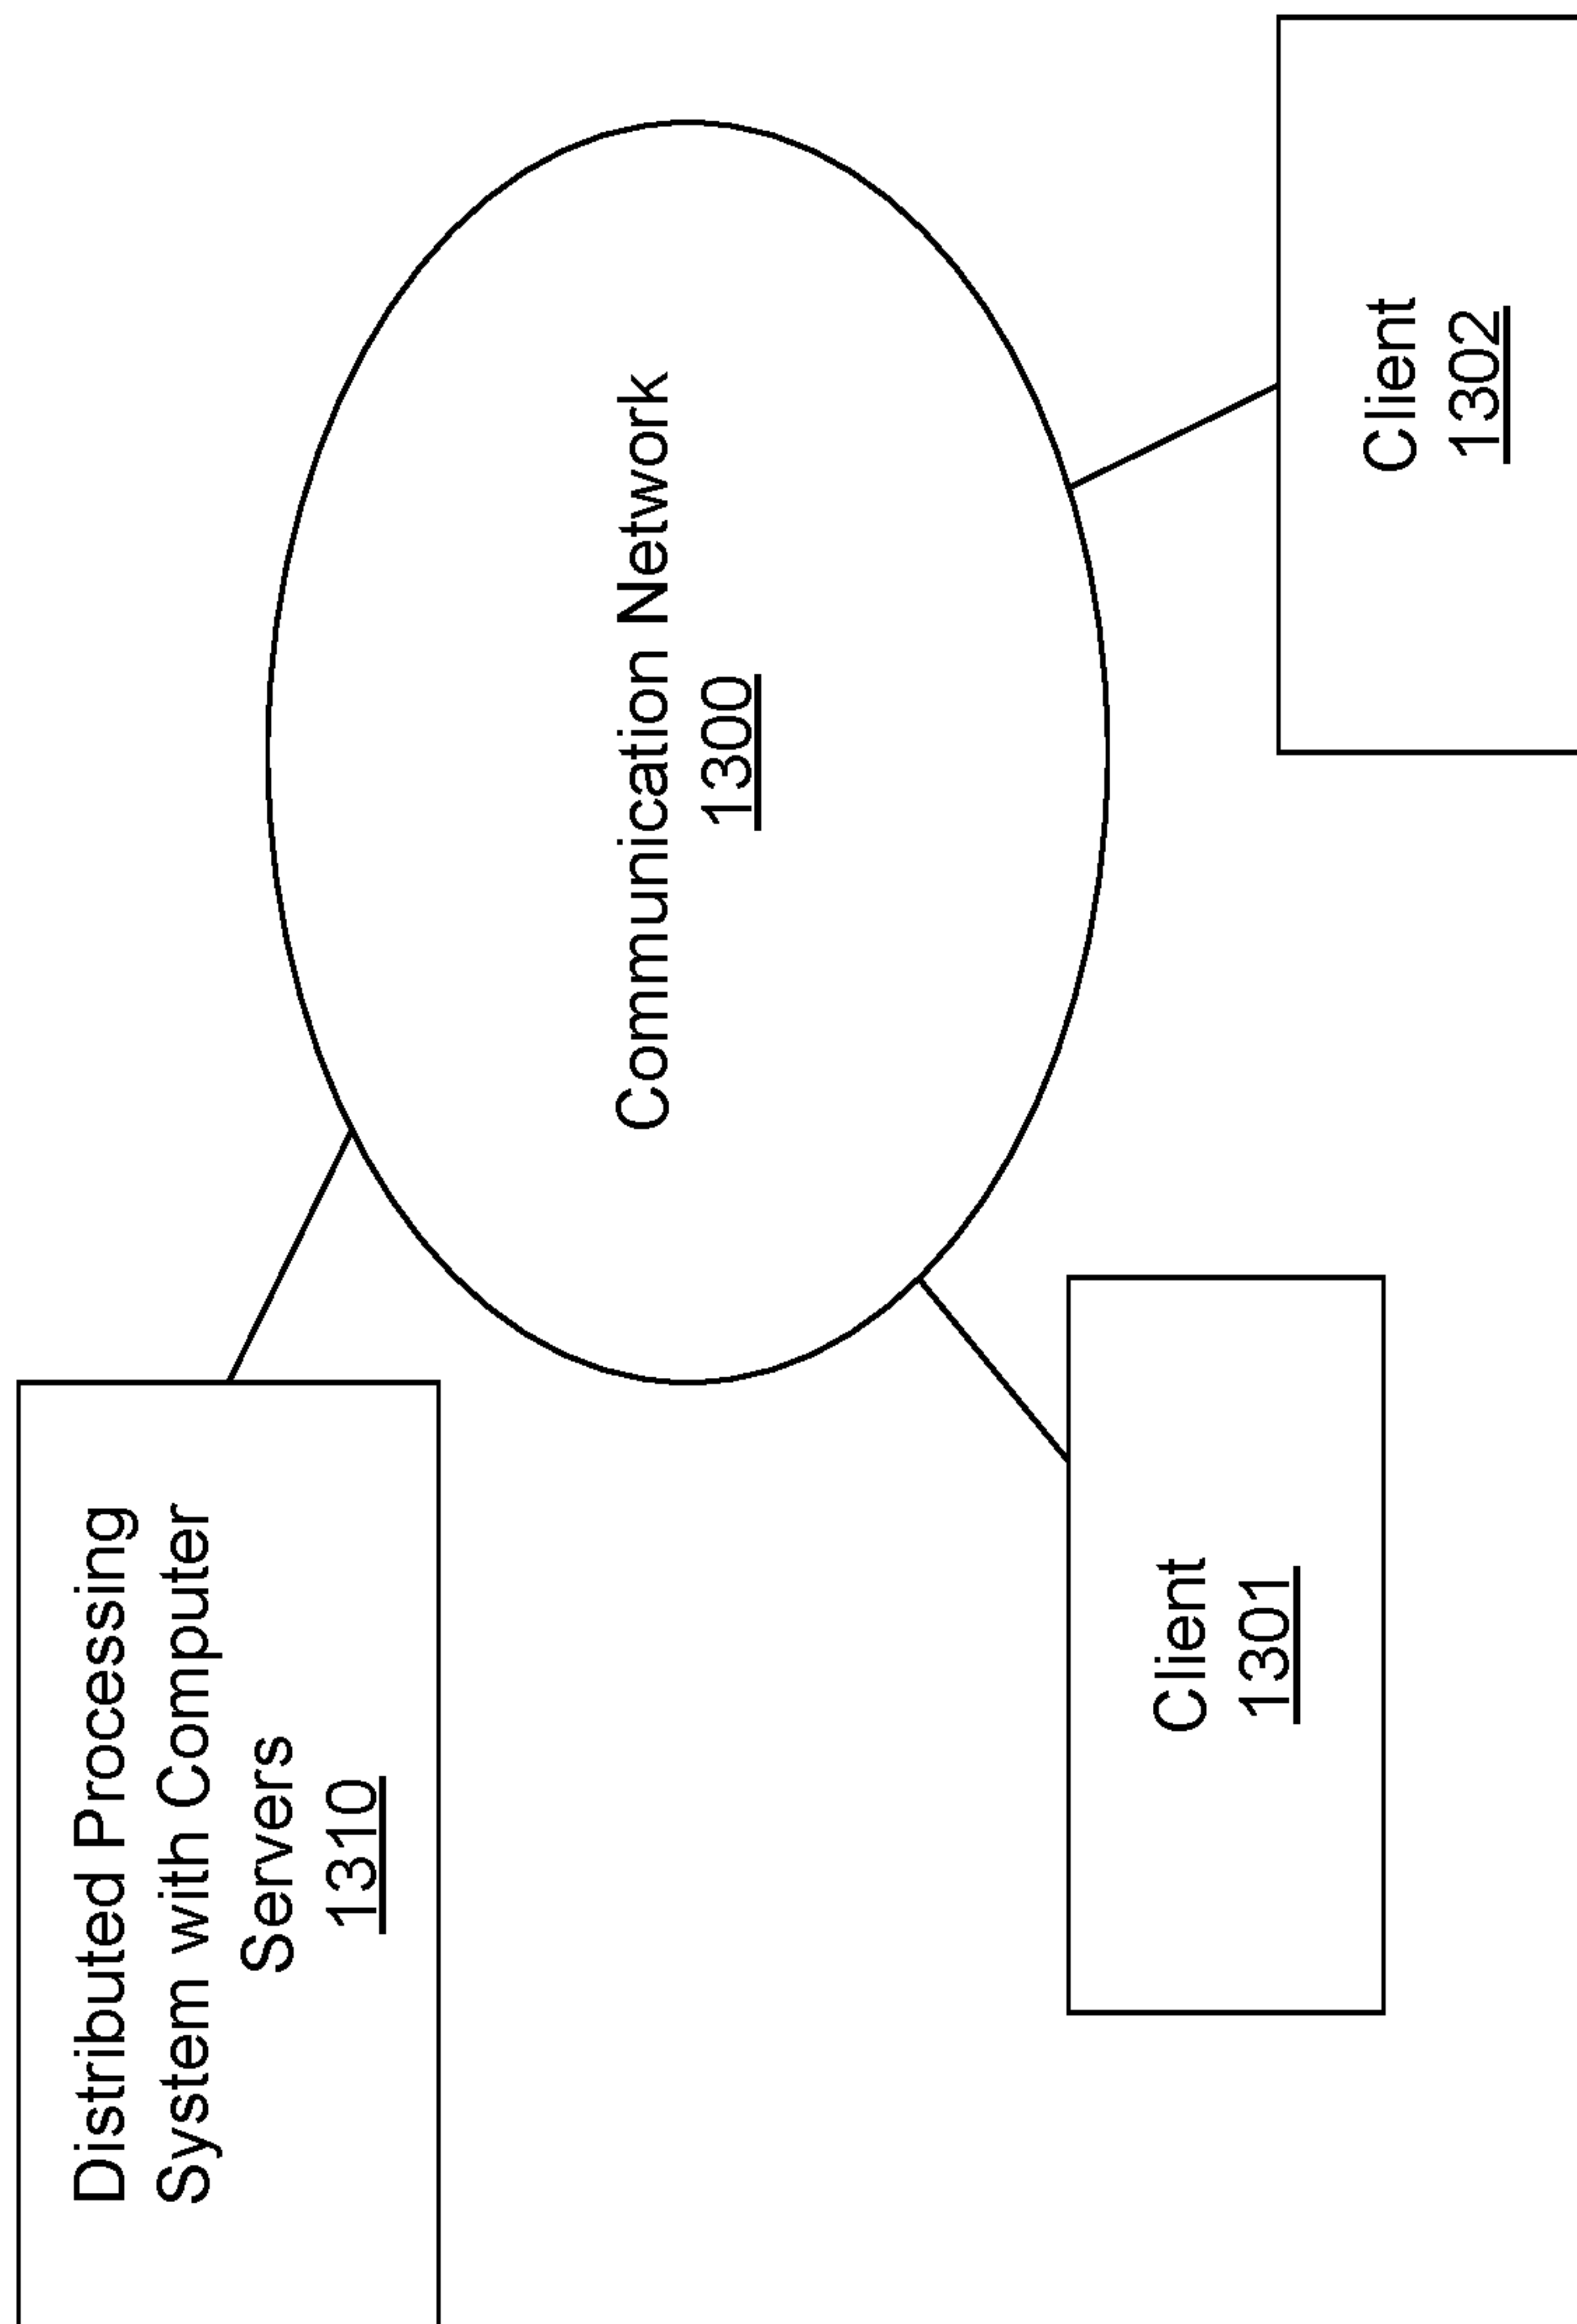 Distributed Processing
System with Computer
Servers
1310
Communication Network
1300
Client
1301
Client
1302